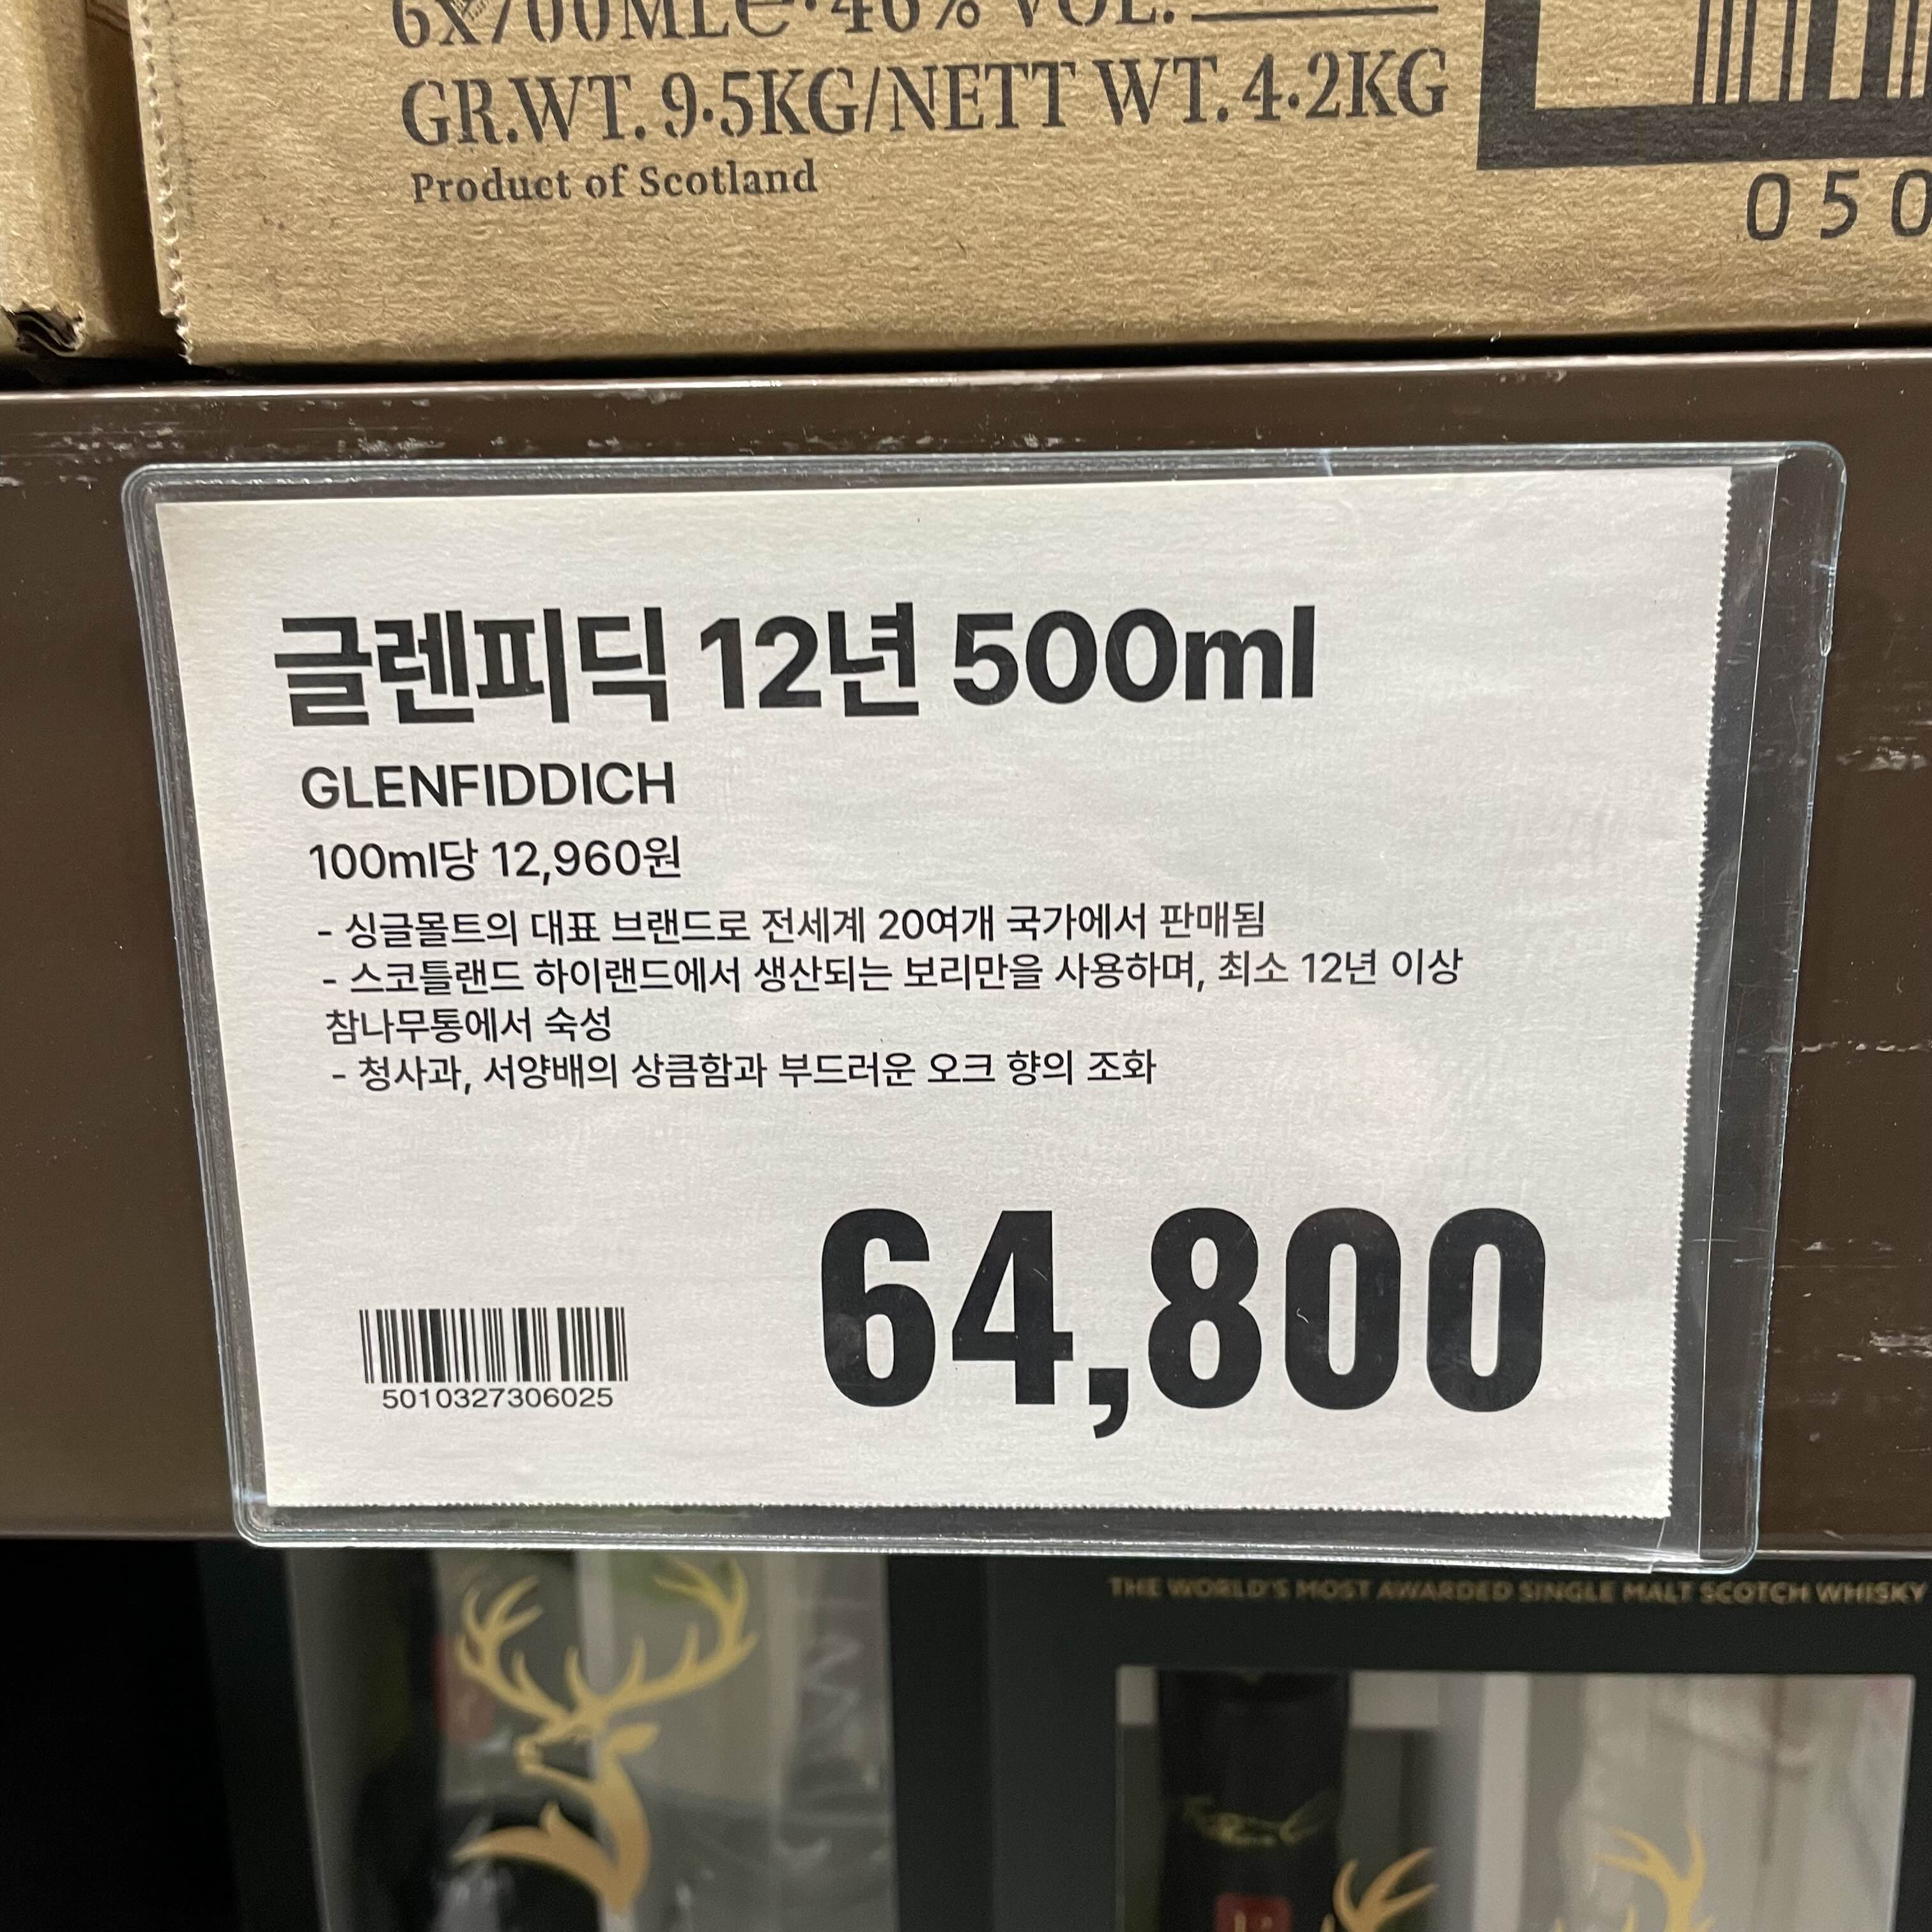 6X700ML℮·40% VOL.
GR.WT. 9·5KG/NETT WT. 4·2KG
Product of Scotland
050
글렌피딕 12년 500ml
GLENFIDDICH
100ml당 12,960원
- 싱글몰트의 대표 브랜드로 전세계 20여개 국가에서 판매됨
- 스코틀랜드 하이랜드에서 생산되는 보리만을 사용하며, 최소 12년 이상
참나무통에서 숙성
- 청사과, 서양배의 상큼함과 부드러운 오크 향의 조화
64,800
5010327306025
THE WORLD'S MOST AWARDED SINGLE MALT SCOTCH WHISKY